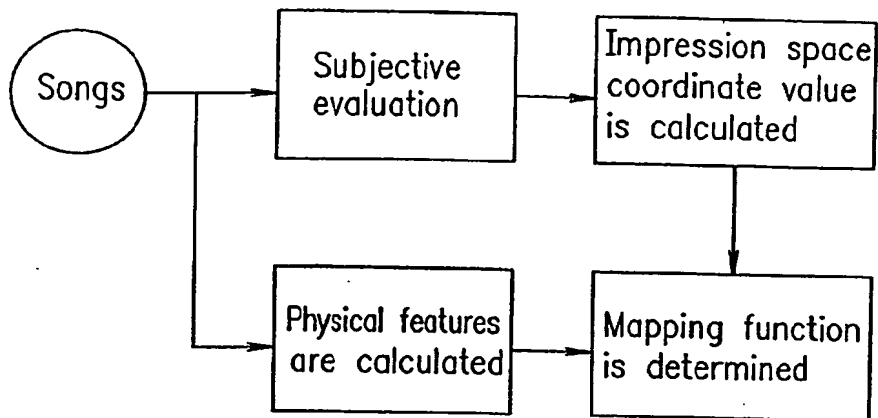 Songs
Subjective
evaluation
Impression space
coordinate value
is calculated
Physical features
are calculated
Mapping function
is determined